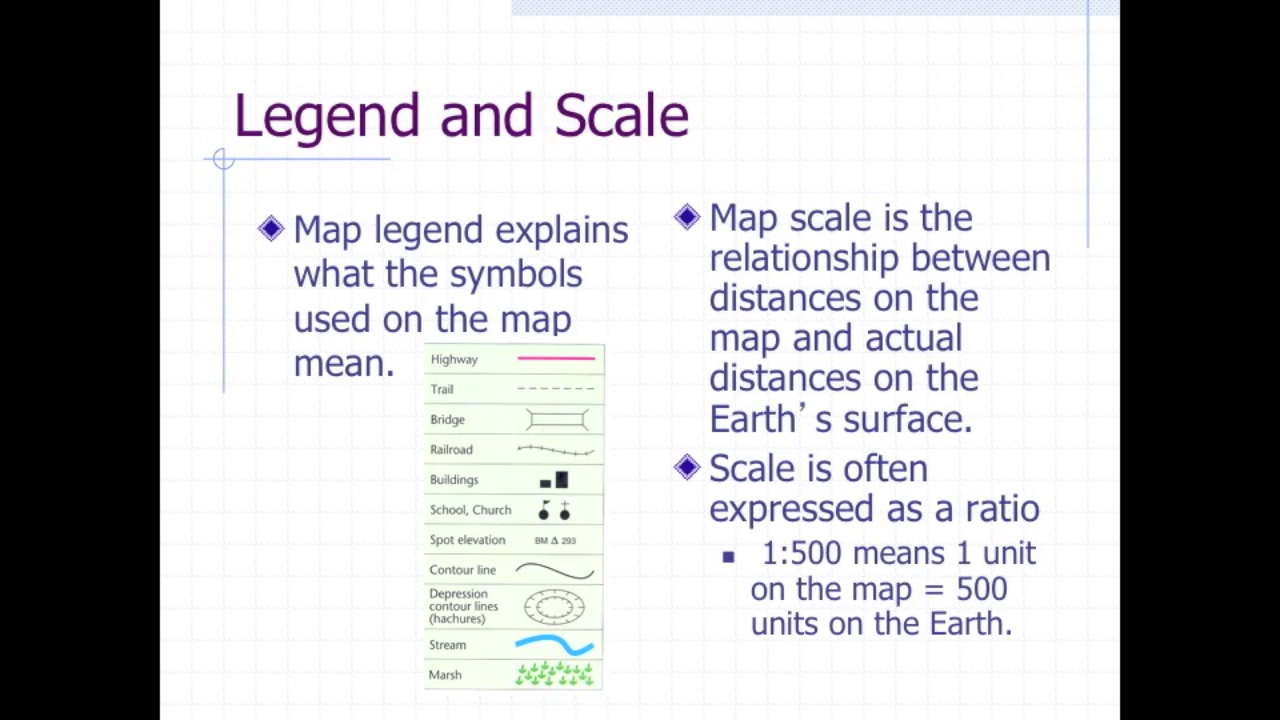 Legend and Scale
Map legend explains
what the symbols
used on the map
mean.
Highway
Trail
Bridge
Railroad
Buildings
School, Church
Spot elevation BM Δ 293
Contour line
Depression
contour lines
(hachures)
Stream
Marsh
Map scale is the
relationship between
distances on the
map and actual
distances on the
Earth’s surface.
Scale is often
expressed as a ratio
1:500 means 1 unit
on the map = 500
units on the Earth.